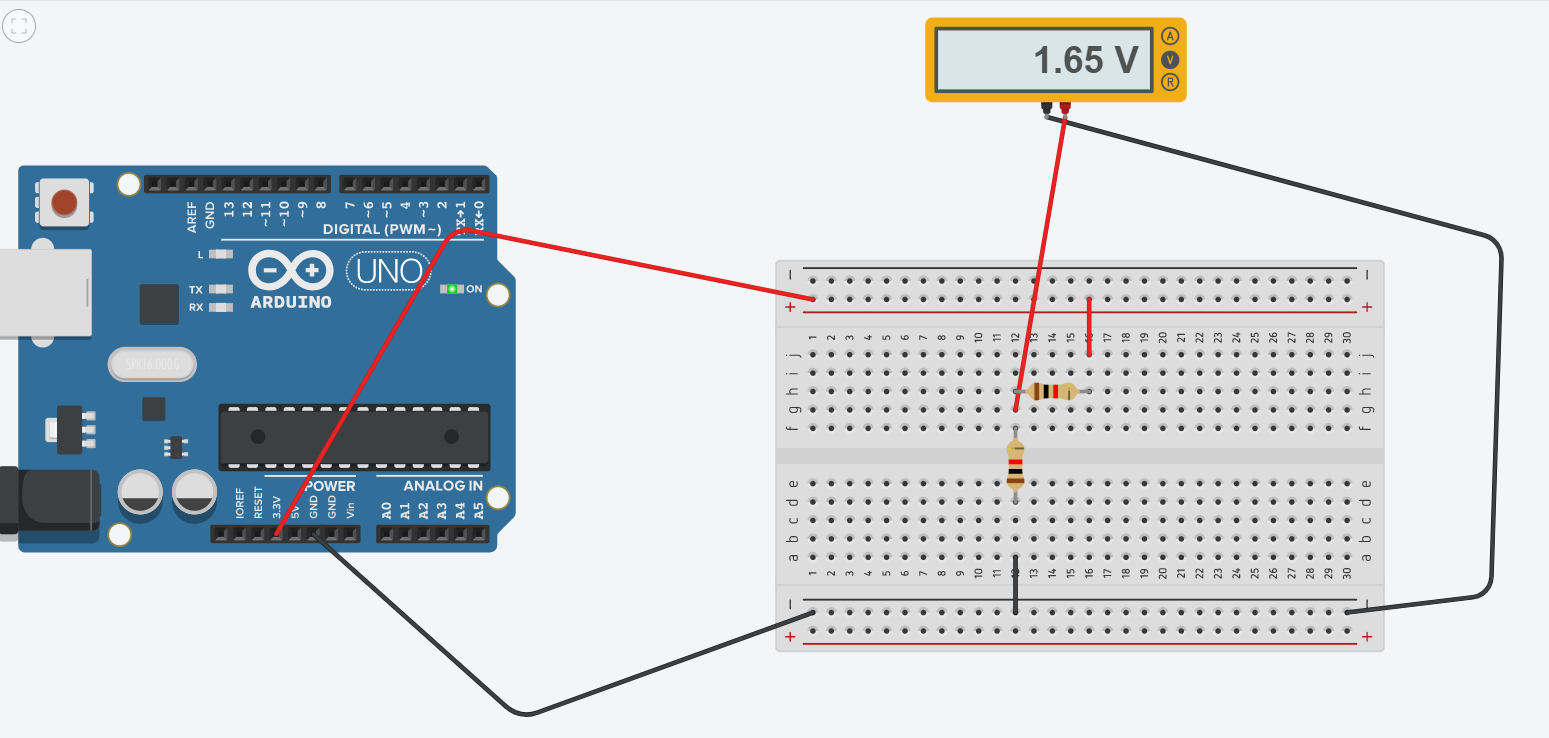 1.65 V
A
V
R
AREF
GND
13
12
~11
~10
~9
8
7
~6
~5
4
~3
2
TX→1
RX←0
DIGITAL (PWM~)
L
TX
RX
UNO
ARDUINO
ON
SPK16.000G
POWER
ANALOG IN
IOREF
RESET
3.3V
5V
GND
GND
Vin
A0
A1
A2
A3
A4
A5
1 2 3 4 5 6 7 8 9 10 11 12 13 14 15 16 17 18 19 20 21 22 23 24 25 26 27 28 29 30
j j
i i
h h
g g
f f
e e
d d
c c
b b
a a
1 2 3 4 5 6 7 8 9 10 11 12 13 14 15 16 17 18 19 20 21 22 23 24 25 26 27 28 29 30